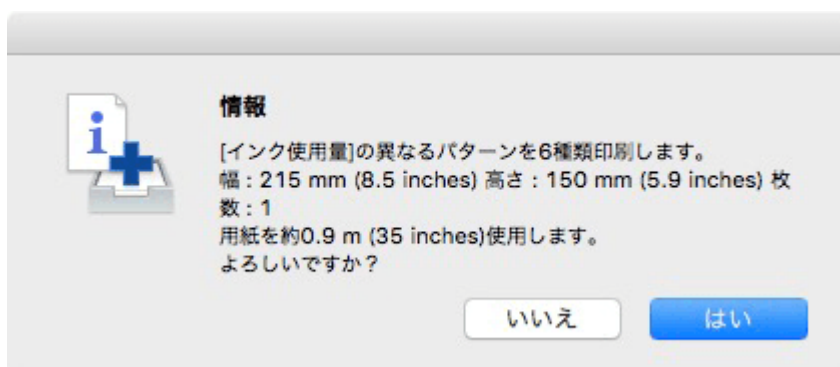 情報
[インク使用量]の異なるパターンを6種類印刷します。
幅：215 mm (8.5 inches) 高さ：150 mm (5.9 inches) 枚
数：1
用紙を約0.9 m (35 inches)使用します。
よろしいですか？
いいえ
はい